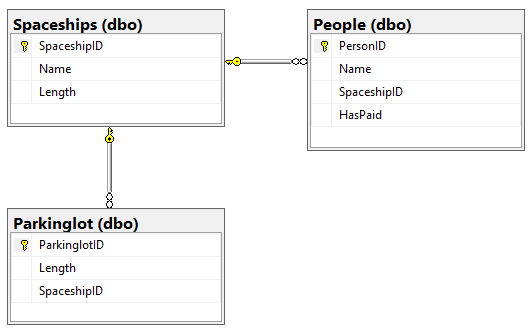 Spaceships (dbo)
SpaceshipID
Name
Length
People (dbo)
PersonID
Name
SpaceshipID
HasPaid
Parkinglot (dbo)
ParkinglotID
Length
SpaceshipID